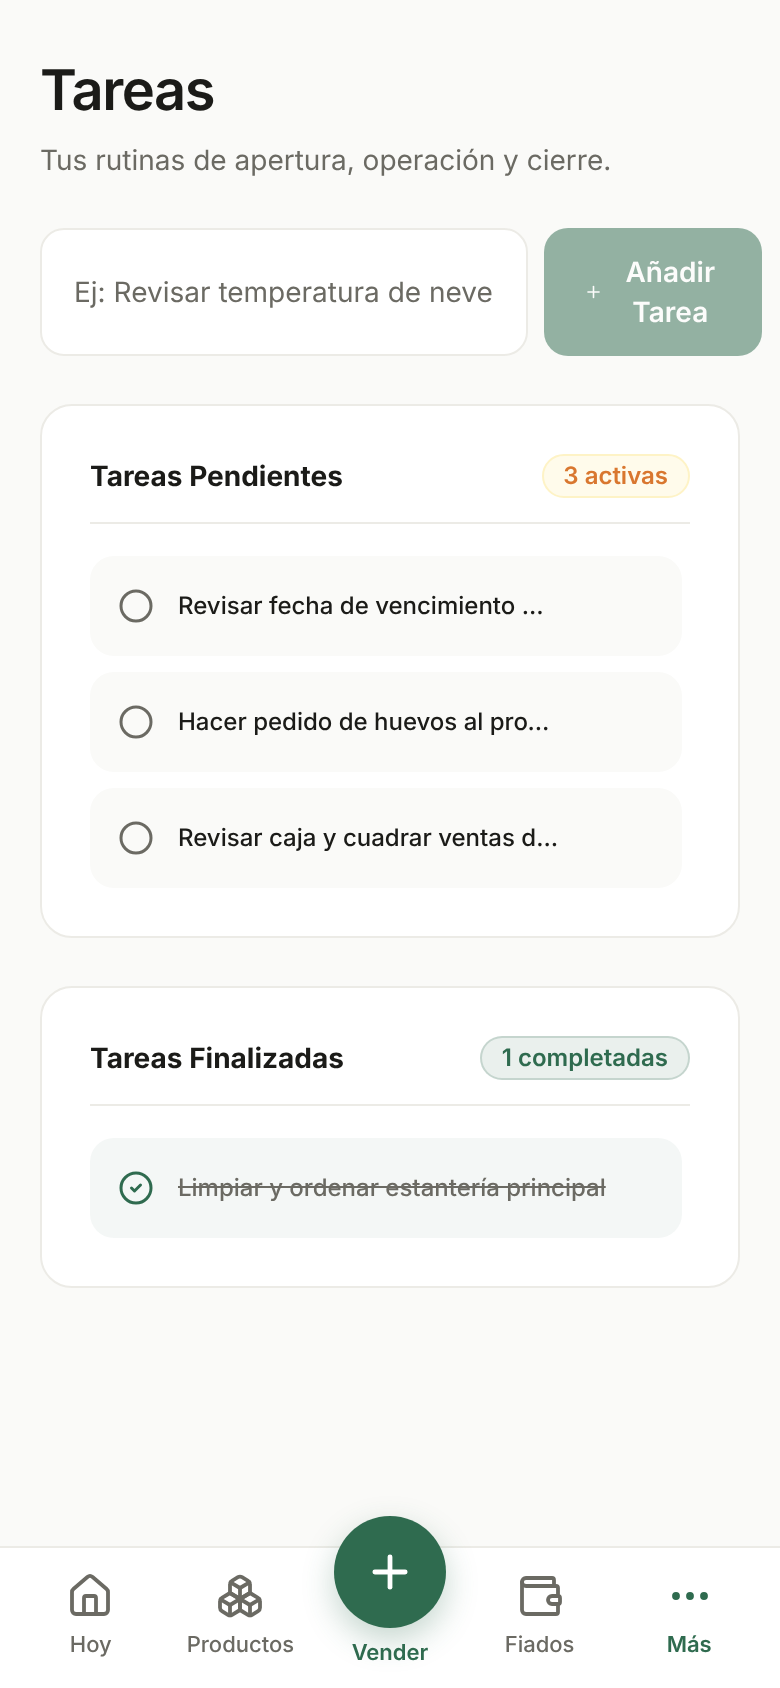 Tareas
Tus rutinas de apertura, operación y cierre.
Ej: Revisar temperatura de neve
+ Añadir
Tarea
Tareas Pendientes
3 activas
Revisar fecha de vencimiento ...
Hacer pedido de huevos al pro...
Revisar caja y cuadrar ventas d...
Tareas Finalizadas
1 completadas
Limpiar y ordenar estantería principal
Hoy
Productos
Vender
Fiados
Más